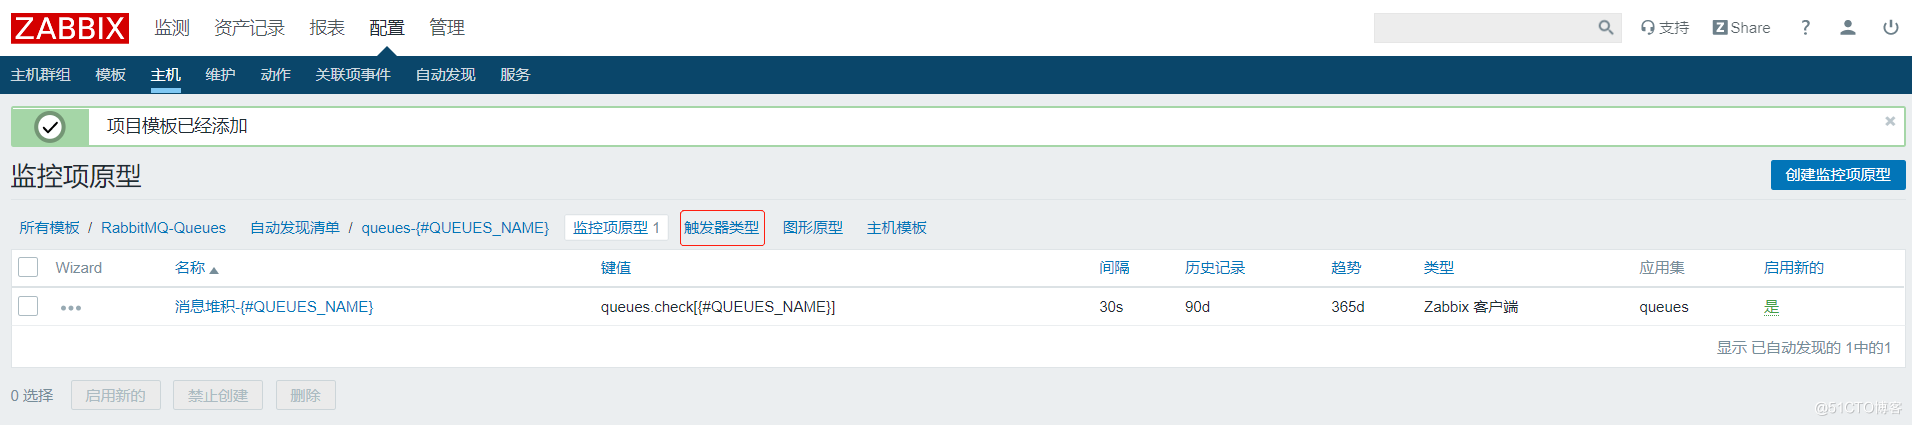 ZABBIX 监测 资产记录 报表 配置 管理 支持 Z Share ?
主机群组 模板 主机 维护 动作 关联项事件 自动发现 服务
项目模板已经添加
监控项原型 创建监控项原型
所有模板 / RabbitMQ-Queues 自动发现清单 / queues-{#QUEUES_NAME} 监控项原型 1 触发器类型 图形原型 主机模板
Wizard 名称 键值 间隔 历史记录 趋势 类型 应用集 启用新的
消息堆积-{#QUEUES_NAME} queues.check[{#QUEUES_NAME}] 30s 90d 365d Zabbix 客户端 queues 是
显示 已自动发现的 1中的1
0 选择 启用新的 禁止创建 删除
@51CTO博客